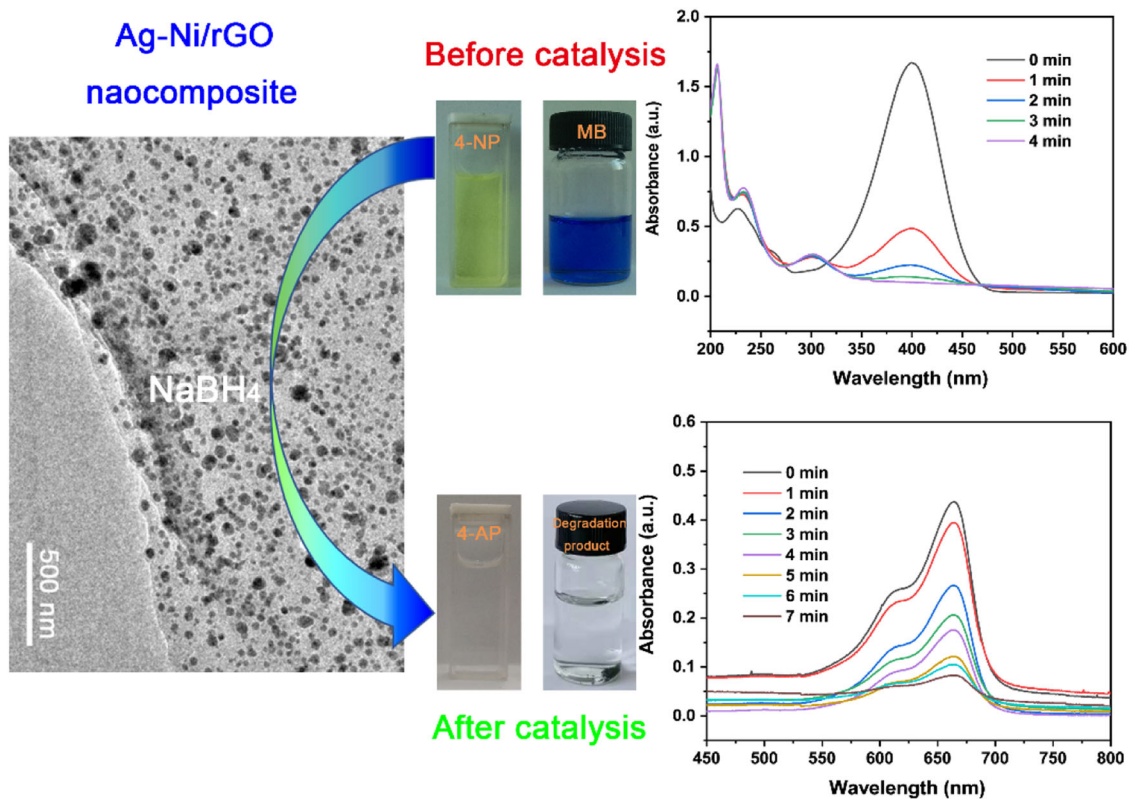 Ag-Ni/rGO
naocomposite
500 nm
NaBH4
Before catalysis
4-NP
MB
4-AP
Degradation
product
After catalysis
2.0
1.5
1.0
0.5
0.0
Absorbance (a.u.)
0 min
1 min
2 min
3 min
4 min
200 250 300 350 400 450 500 550 600
Wavelength (nm)
0.6
0.5
0.4
0.3
0.2
0.1
0.0
Absorbance (a.u.)
0 min
1 min
2 min
3 min
4 min
5 min
6 min
7 min
450 500 550 600 650 700 750 800
Wavelength (nm)